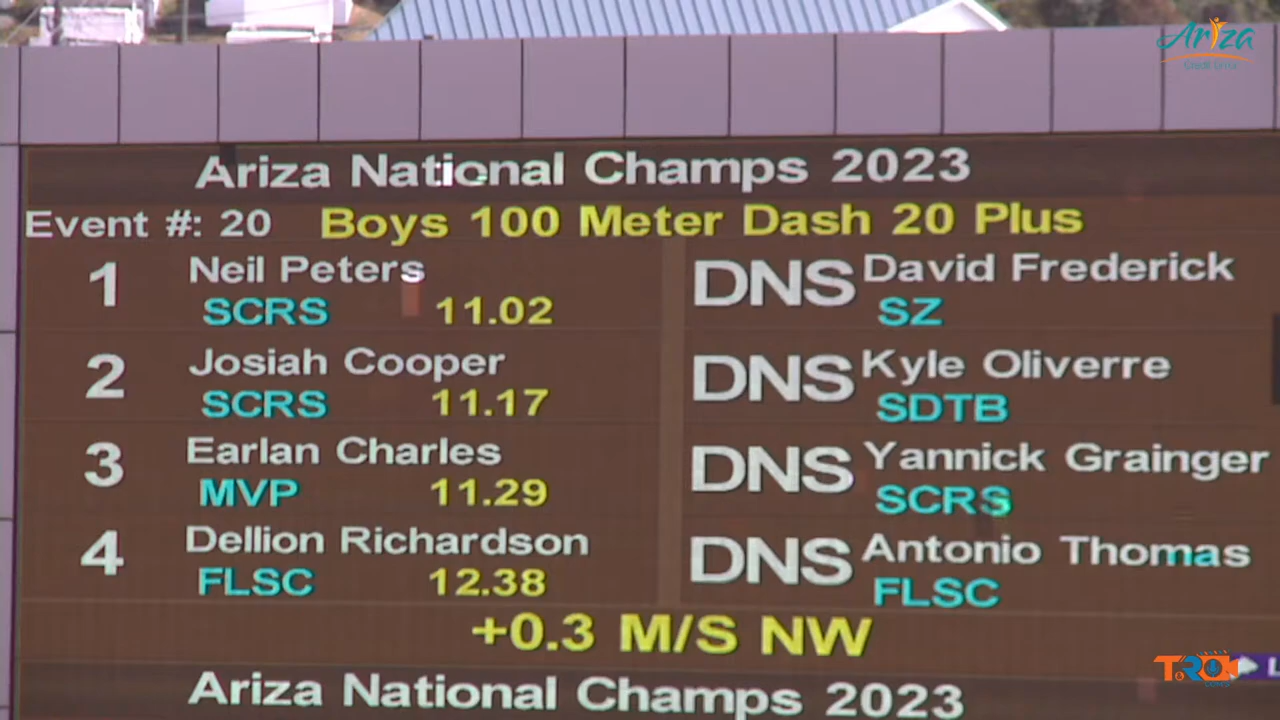 Ariza
Credit Union
Ariza National Champs 2023
Event #: 20 Boys 100 Meter Dash 20 Plus
1 Neil Peters
SCRS 11.02
2 Josiah Cooper
SCRS 11.17
3 Earlan Charles
MVP 11.29
4 Dellion Richardson
FLSC 12.38
DNS David Frederick
SZ
DNS Kyle Oliverre
SDTB
DNS Yannick Grainger
SCRS
DNS Antonio Thomas
FLSC
+0.3 M/S NW
Ariza National Champs 2023